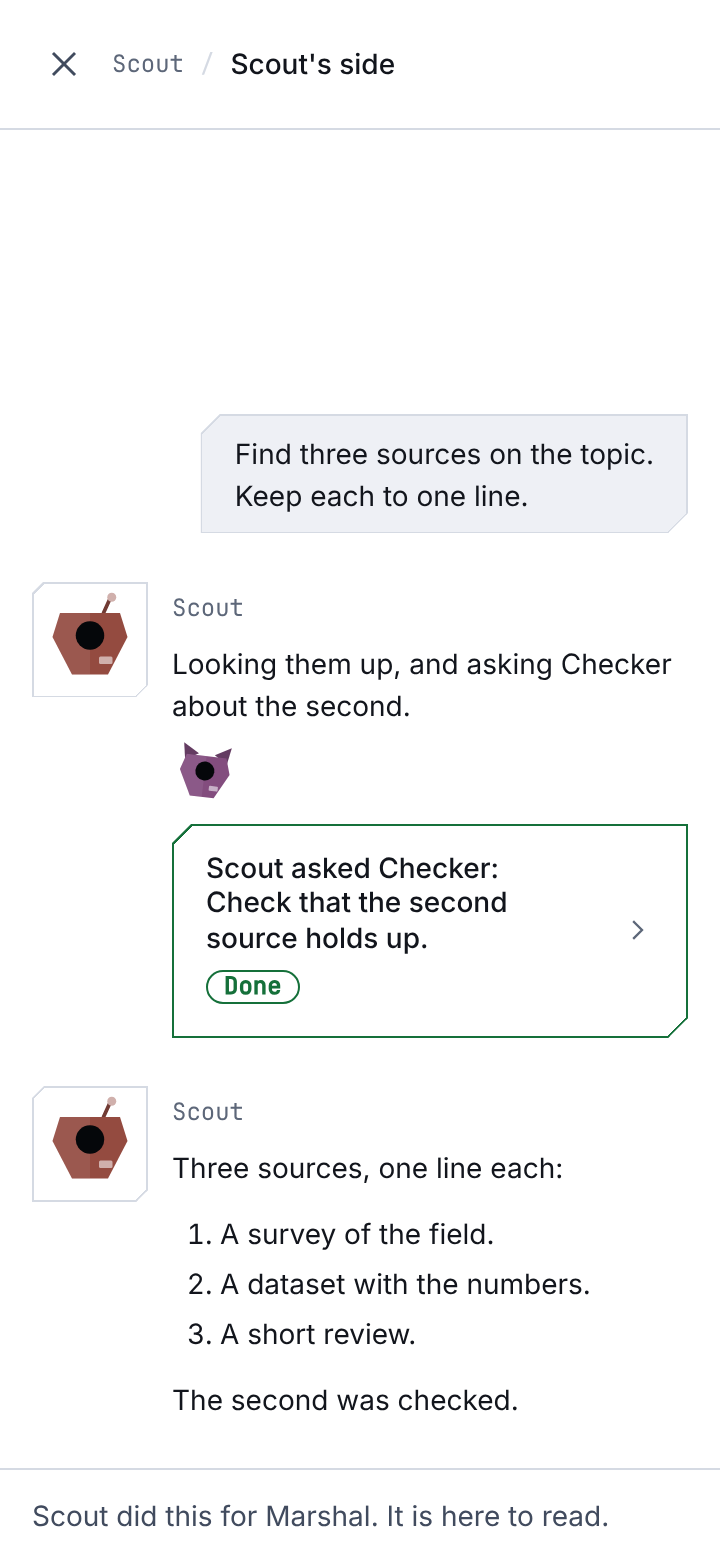 Scout / Scout's side
Find three sources on the topic.
Keep each to one line.
Scout
Looking them up, and asking Checker
about the second.
Scout asked Checker:
Check that the second
source holds up.
Done
Scout
Three sources, one line each:
1. A survey of the field.
2. A dataset with the numbers.
3. A short review.
The second was checked.
Scout did this for Marshal. It is here to read.